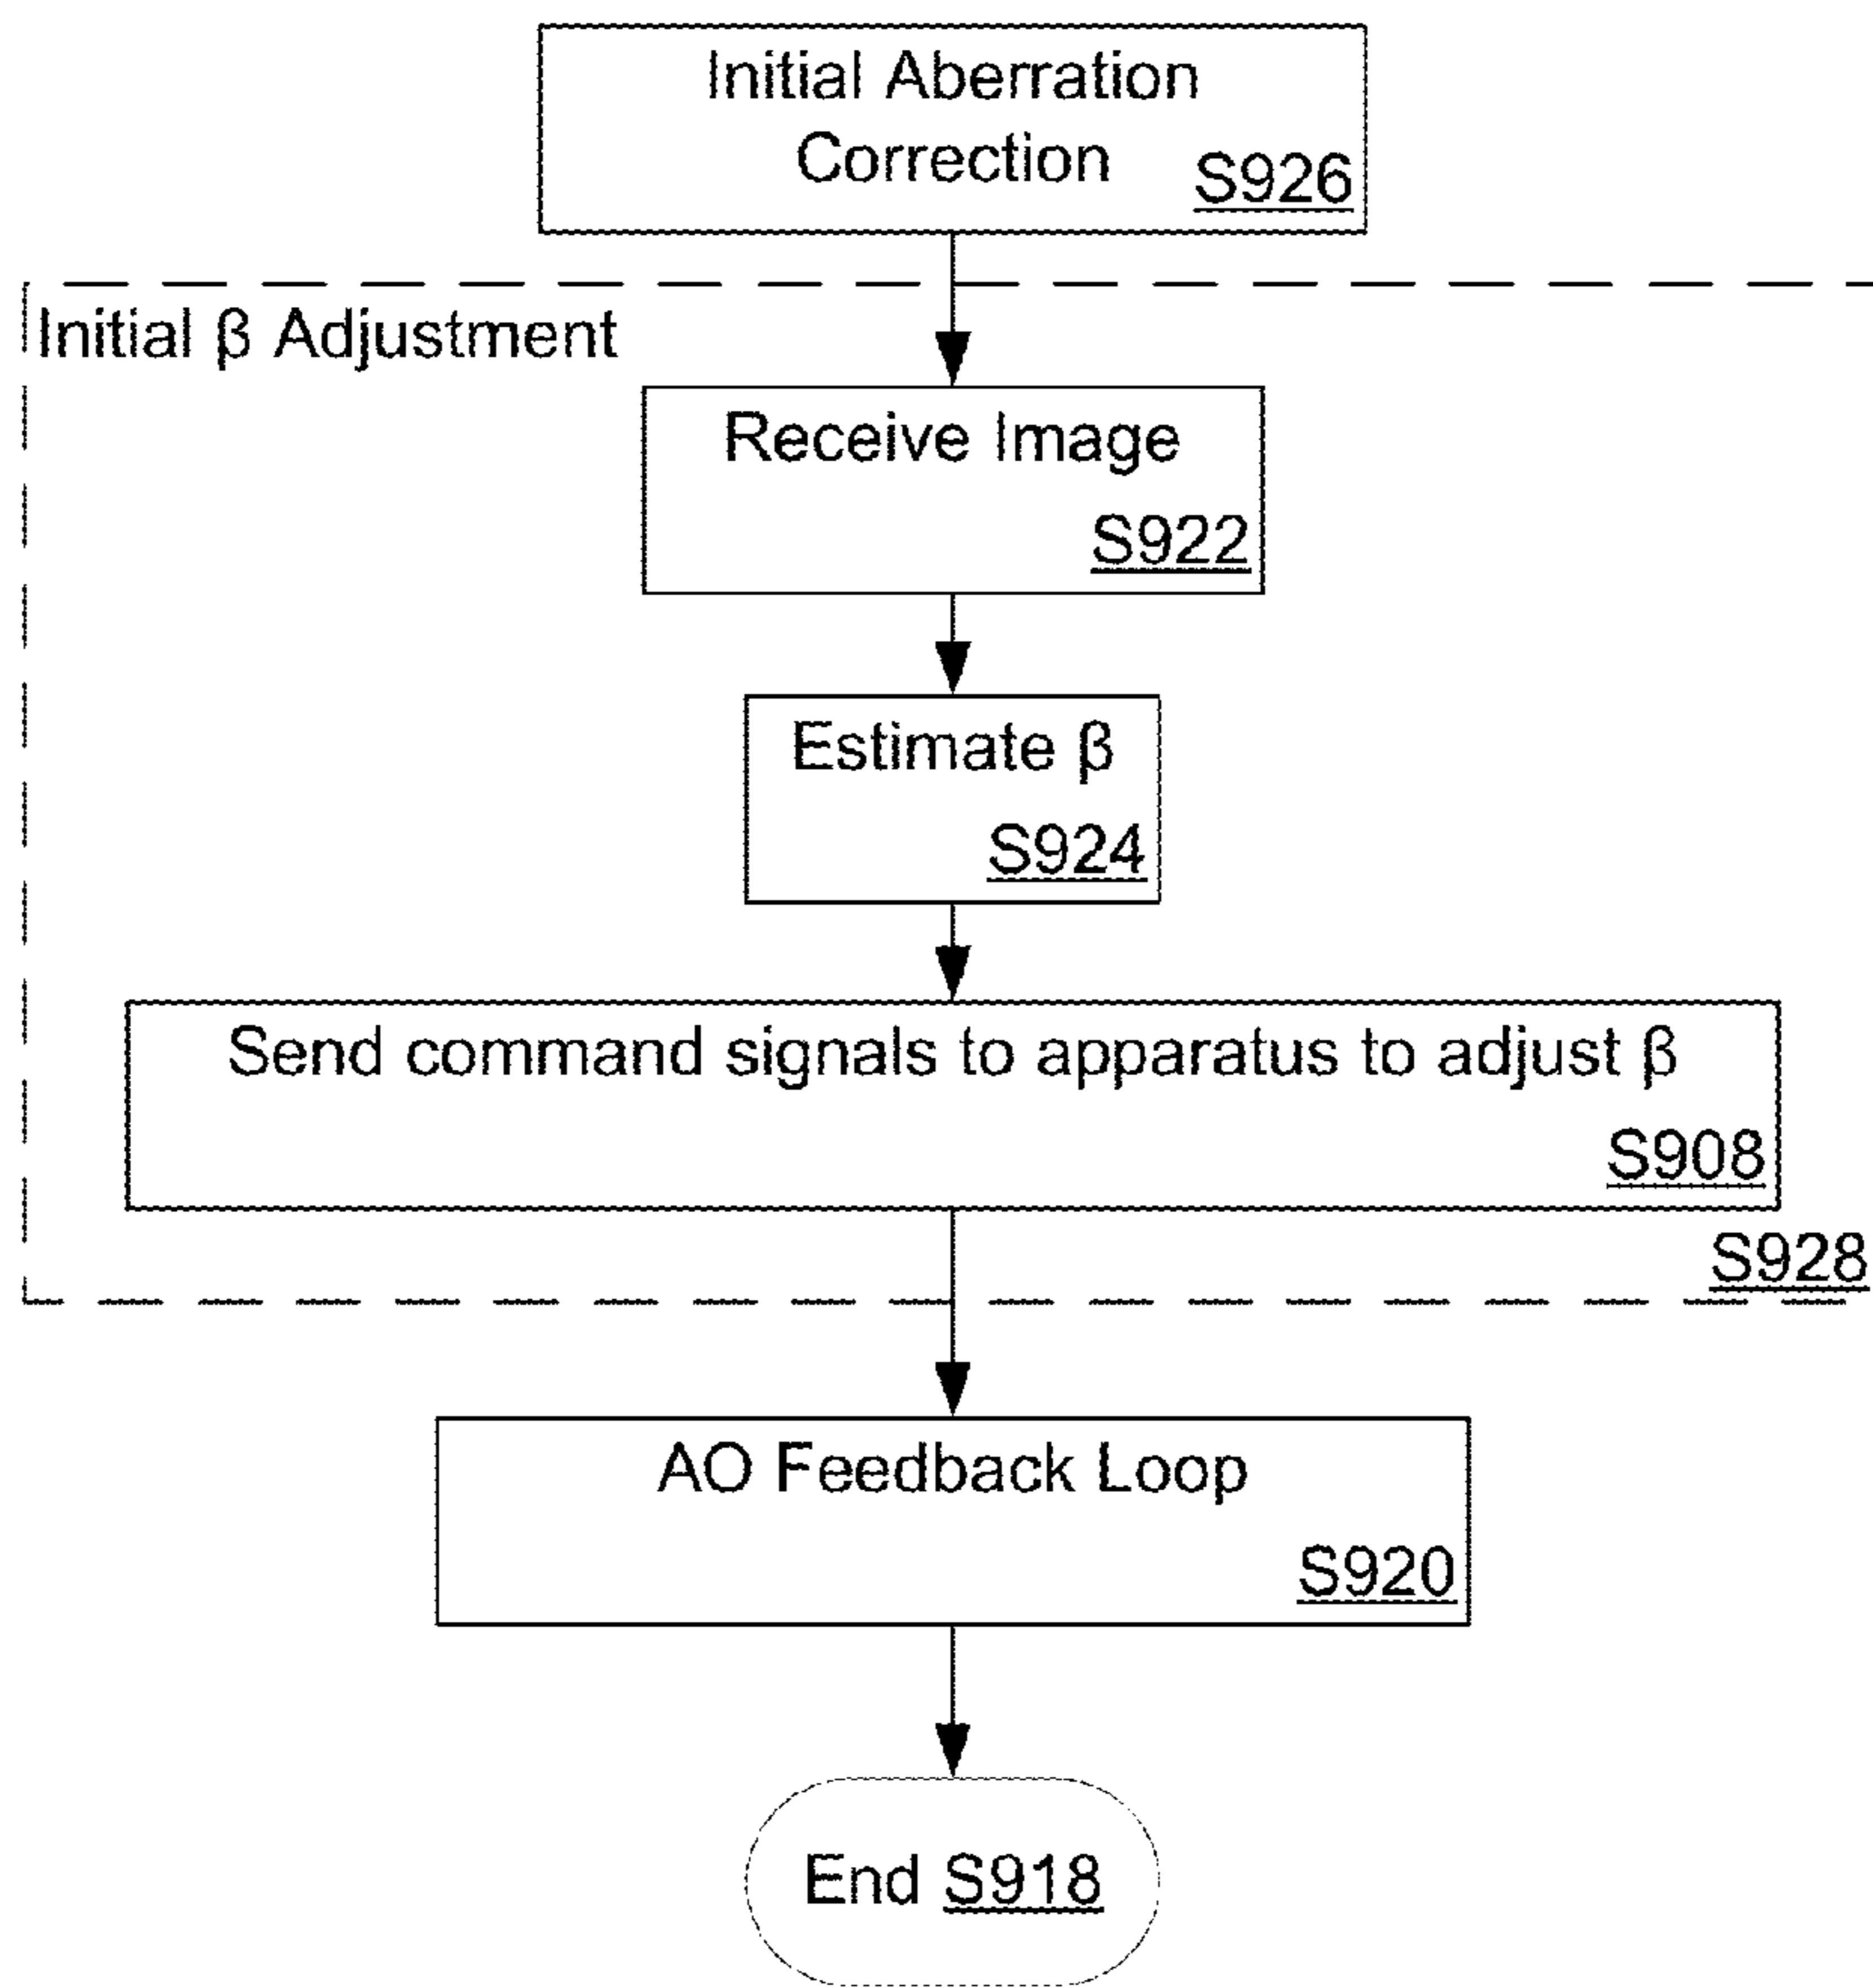 Initial Aberration
Correction
S926
Initial β Adjustment
Receive Image
S922
Estimate β
S924
Send command signals to apparatus to adjust β
S908
S928
AO Feedback Loop
S920
End S918